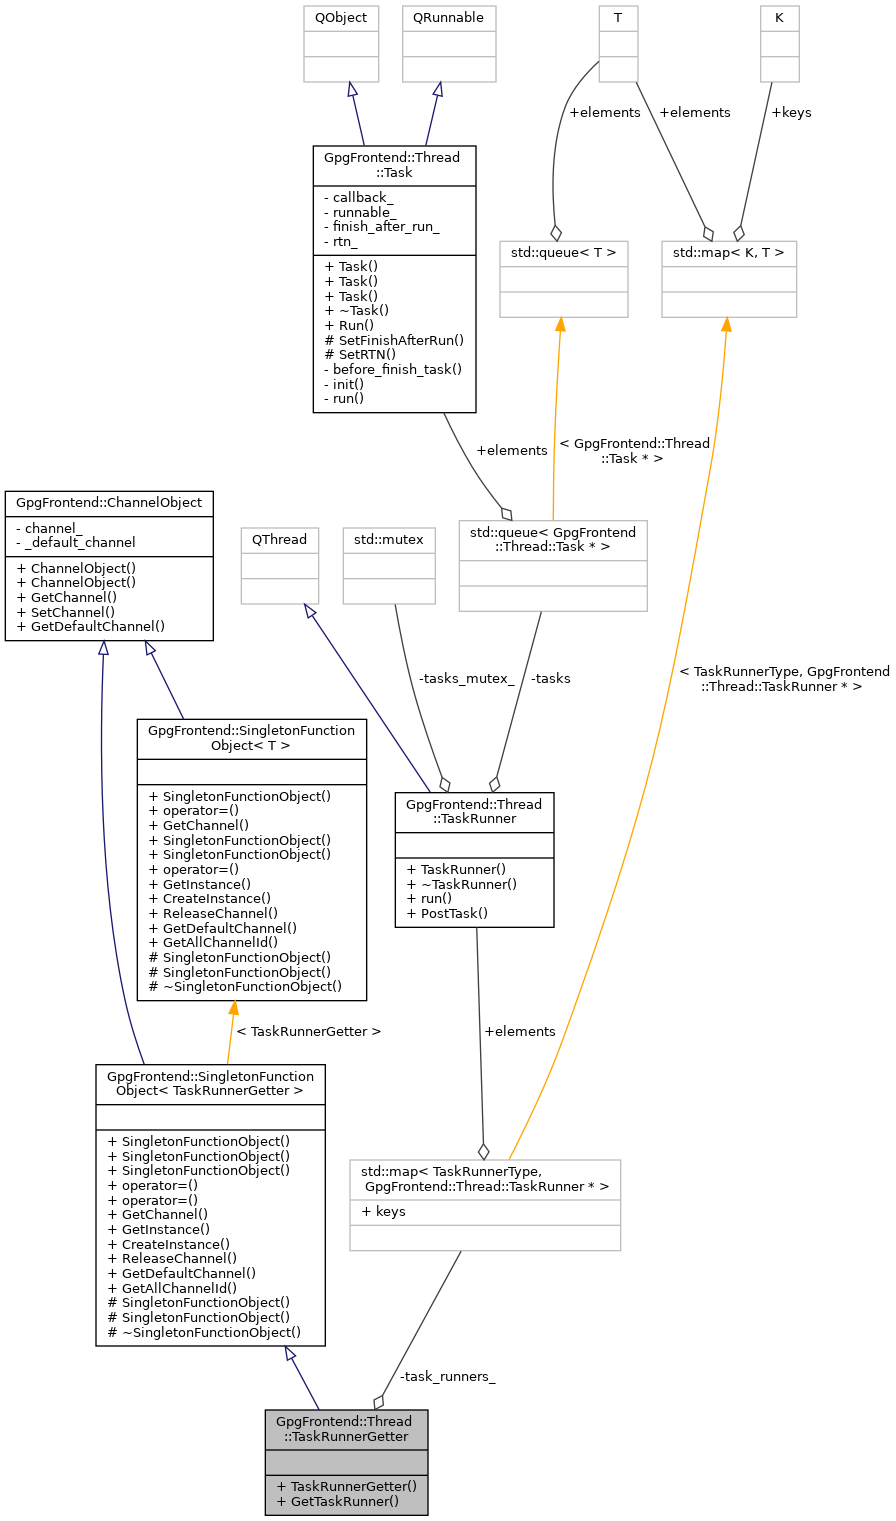 QObject
QRunnable
T
K
+elements
+elements
+keys
GpgFrontend::Thread
::Task
- callback_
- runnable_
- finish_after_run_
- rtn_
+ Task()
+ Task()
+ Task()
+ ~Task()
+ Run()
# SetFinishAfterRun()
# SetRTN()
- before_finish_task()
- init()
- run()
std::queue< T >
std::map< K, T >
+elements
< GpgFrontend::Thread
::Task * >
GpgFrontend::ChannelObject
- channel_
- _default_channel
+ ChannelObject()
+ ChannelObject()
+ GetChannel()
+ SetChannel()
+ GetDefaultChannel()
QThread
std::mutex
std::queue< GpgFrontend
::Thread::Task * >
-tasks_mutex_
-tasks
< TaskRunnerType, GpgFrontend
::Thread::TaskRunner * >
GpgFrontend::SingletonFunction
Object< T >
+ SingletonFunctionObject()
+ operator=()
+ GetChannel()
+ SingletonFunctionObject()
+ SingletonFunctionObject()
+ operator=()
+ GetInstance()
+ CreateInstance()
+ ReleaseChannel()
+ GetDefaultChannel()
+ GetAllChannelId()
# SingletonFunctionObject()
# SingletonFunctionObject()
# ~SingletonFunctionObject()
GpgFrontend::Thread
::TaskRunner
+ TaskRunner()
+ ~TaskRunner()
+ run()
+ PostTask()
< TaskRunnerGetter >
+elements
GpgFrontend::SingletonFunction
Object< TaskRunnerGetter >
+ SingletonFunctionObject()
+ SingletonFunctionObject()
+ SingletonFunctionObject()
+ operator=()
+ operator=()
+ GetChannel()
+ GetInstance()
+ CreateInstance()
+ ReleaseChannel()
+ GetDefaultChannel()
+ GetAllChannelId()
# SingletonFunctionObject()
# SingletonFunctionObject()
# ~SingletonFunctionObject()
std::map< TaskRunnerType,
GpgFrontend::Thread::TaskRunner * >
+ keys
-task_runners_
GpgFrontend::Thread
::TaskRunnerGetter
+ TaskRunnerGetter()
+ GetTaskRunner()